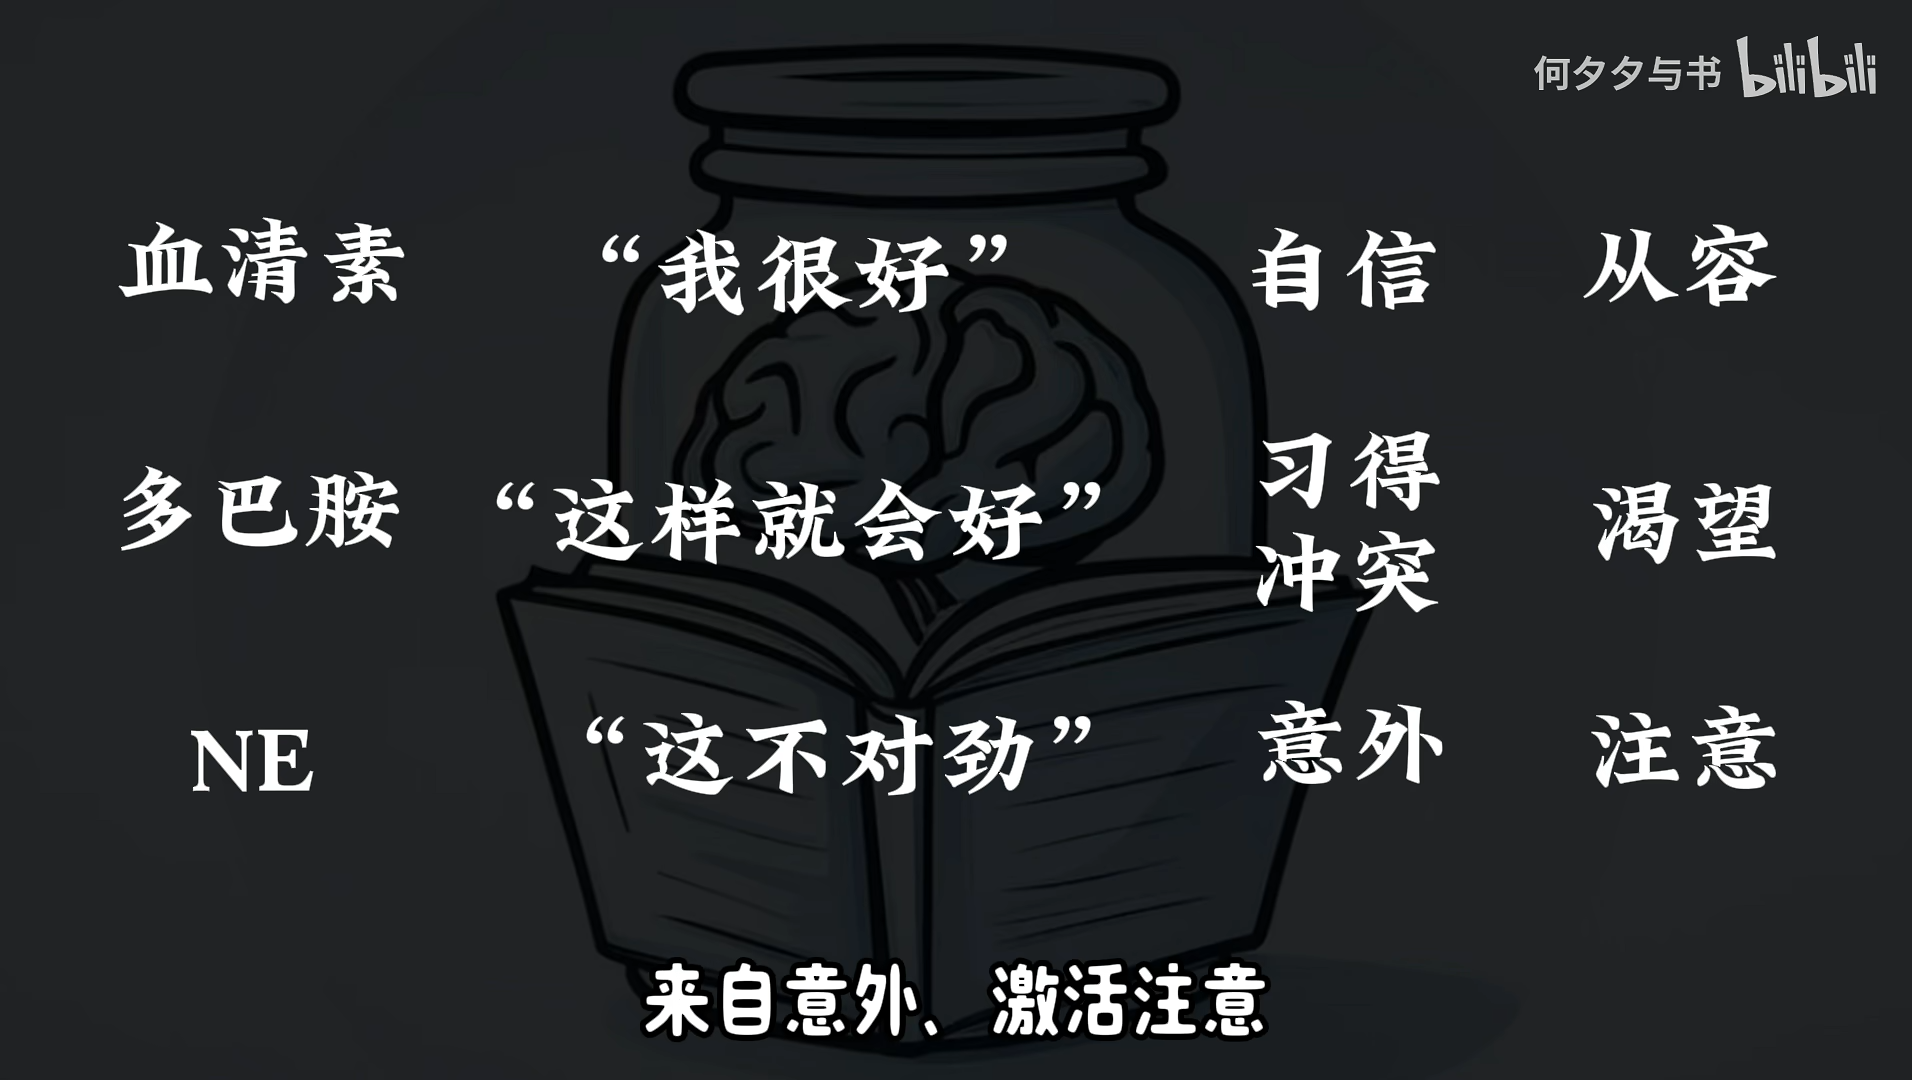 何夕夕与书 bilibili
血清素 “我很好” 自信 从容
多巴胺 “这样就会好” 习得冲突 渴望
NE “这不对劲” 意外 注意
来自意外、激活注意